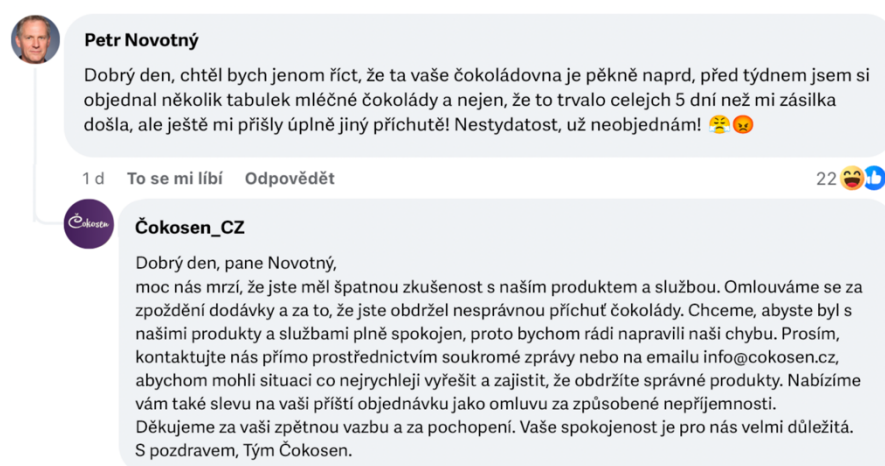 Petr Novotný
Dobrý den, chtěl bych jenom říct, že ta vaše čokoládovna je pěkně naprd, před týdnem jsem si
objednal několik tabulek mléčné čokolády a nejen, že to trvalo celejch 5 dní než mi zásilka
došla, ale ještě mi přišly úplně jiný příchutě! Nestydatost, už neobjednám! 😤😡
1 d To se mi líbí Odpovědět 22
Čokosen
Čokosen_CZ
Dobrý den, pane Novotný,
moc nás mrzí, že jste měl špatnou zkušenost s naším produktem a službou. Omlouváme se za
zpoždění dodávky a za to, že jste obdržel nesprávnou příchuť čokolády. Chceme, abyste byl s
našimi produkty a službami plně spokojen, proto bychom rádi napravili naši chybu. Prosím,
kontaktujte nás přímo prostřednictvím soukromé zprávy nebo na emailu info@cokosen.cz,
abychom mohli situaci co nejrychleji vyřešit a zajistit, že obdržíte správné produkty. Nabízíme
vám také slevu na vaši příští objednávku jako omluvu za způsobené nepříjemnosti.
Děkujeme za vaši zpětnou vazbu a za pochopení. Vaše spokojenost je pro nás velmi důležitá.
S pozdravem, Tým Čokosen.